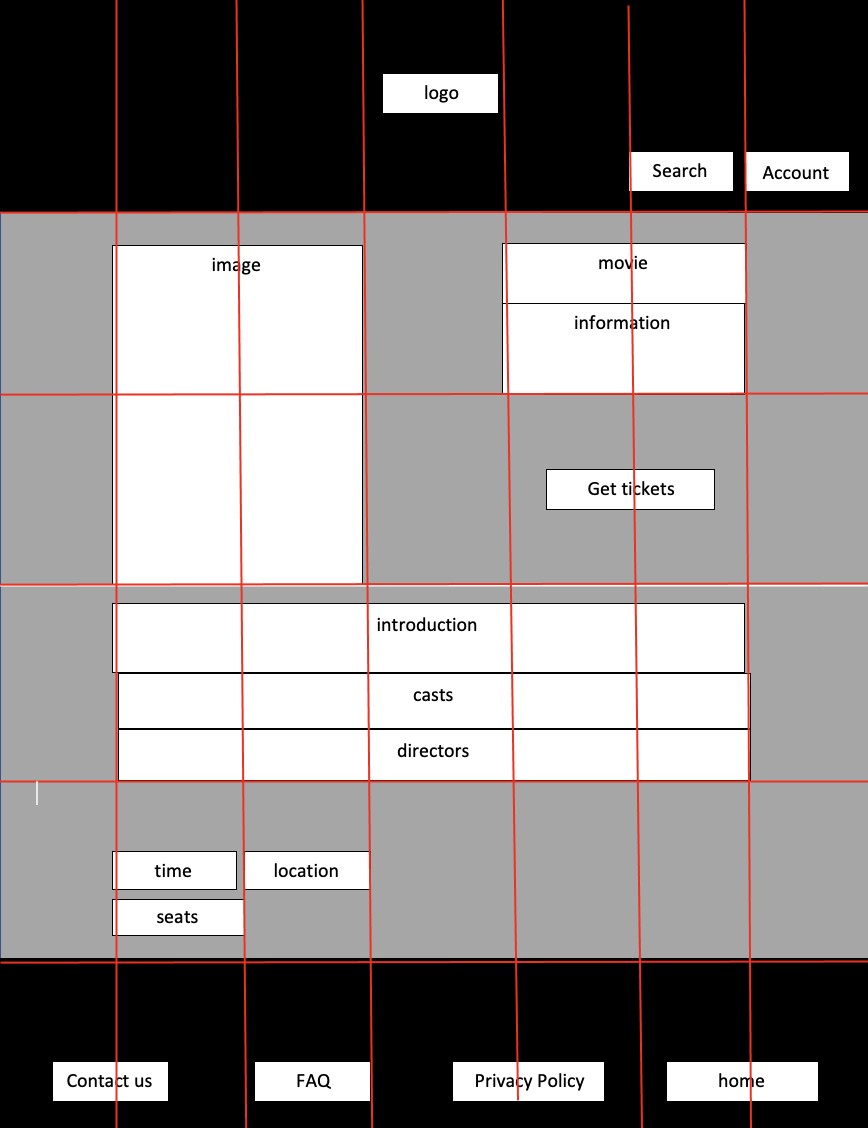 logo
Search
Account
image
movie
information
Get tickets
introduction
casts
directors
time
location
seats
Contact us
FAQ
Privacy Policy
home